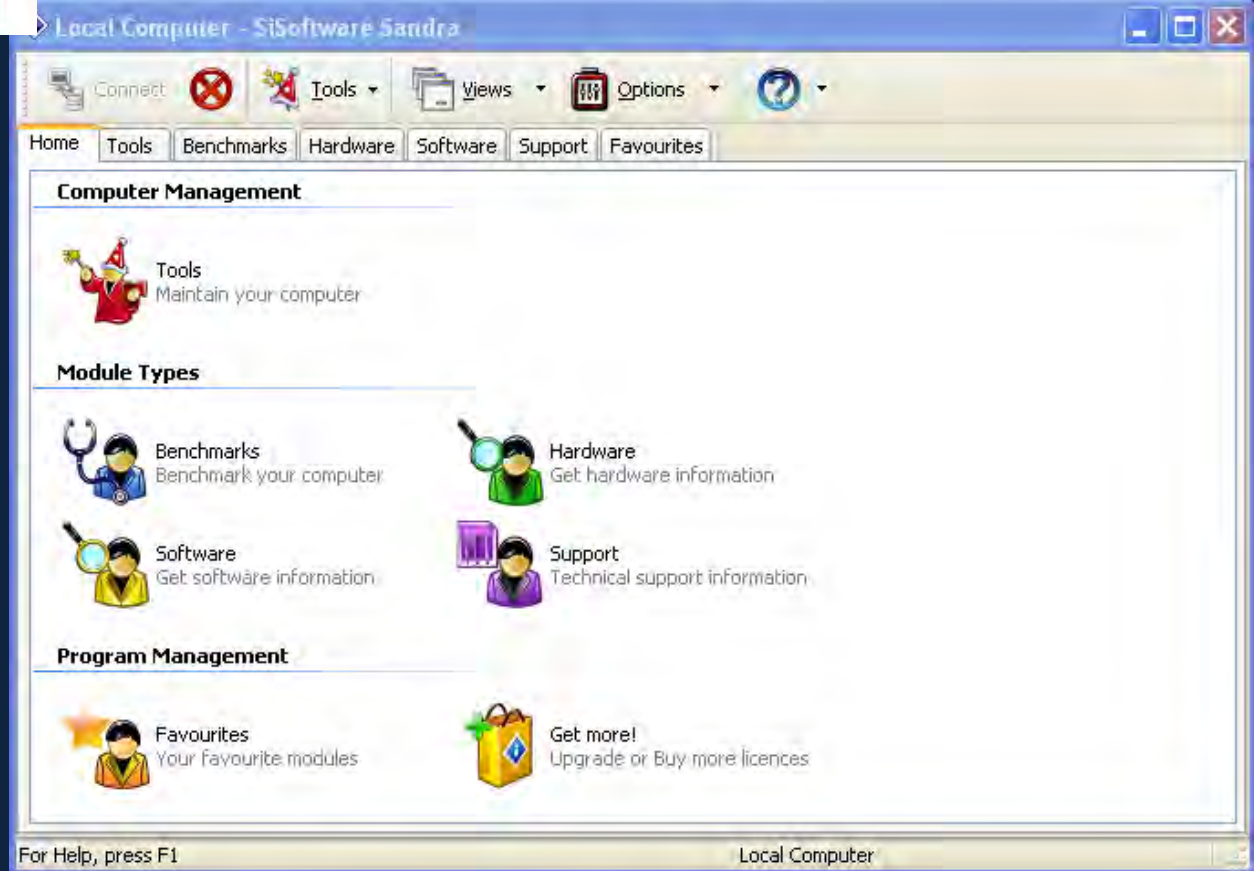 Local Computer - SiSoftware Sandra
Connect Tools Views Options
Home Tools Benchmarks Hardware Software Support Favourites
Computer Management
Tools
Maintain your computer
Module Types
Benchmarks
Benchmark your computer
Hardware
Get hardware information
Software
Get software information
Support
Technical support information
Program Management
Favourites
Your favourite modules
Get more!
Upgrade or Buy more licences
For Help, press F1
Local Computer